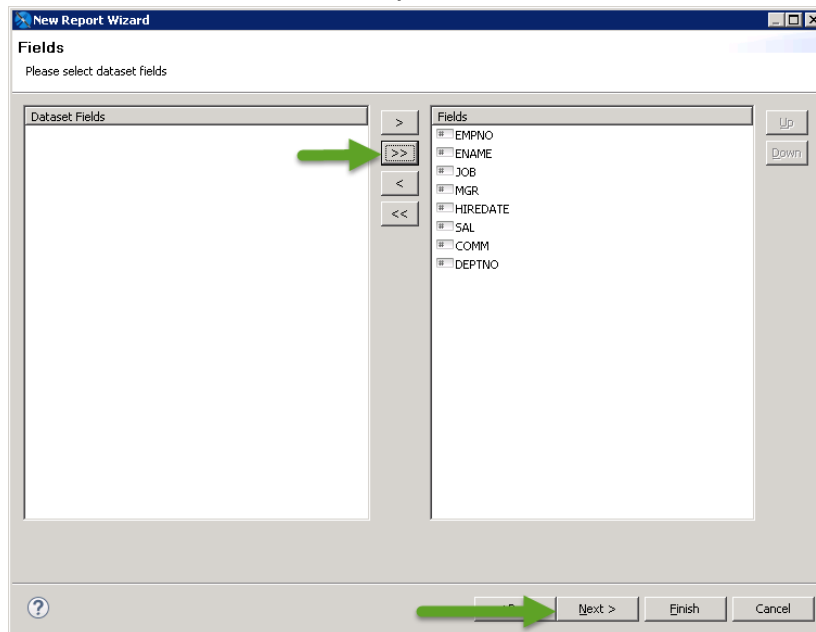 New Report Wizard
Fields
Please select dataset fields
Dataset Fields
>
>>
<
<<
Fields
EMPNO
ENAME
JOB
MGR
HIREDATE
SAL
COMM
DEPTNO
Up
Down
?
Next >
Finish
Cancel